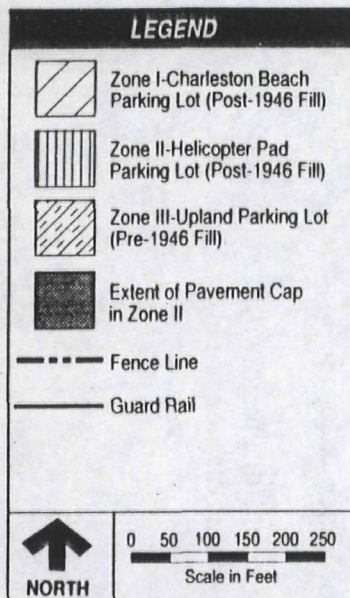 LEGEND
Zone I-Charleston Beach
Parking Lot (Post-1946 Fill)
Zone II-Helicopter Pad
Parking Lot (Post-1946 Fill)
Zone III-Upland Parking Lot
(Pre-1946 Fill)
Extent of Pavement Cap
in Zone II
Fence Line
Guard Rail
NORTH
0 50 100 150 200 250
Scale in Feet